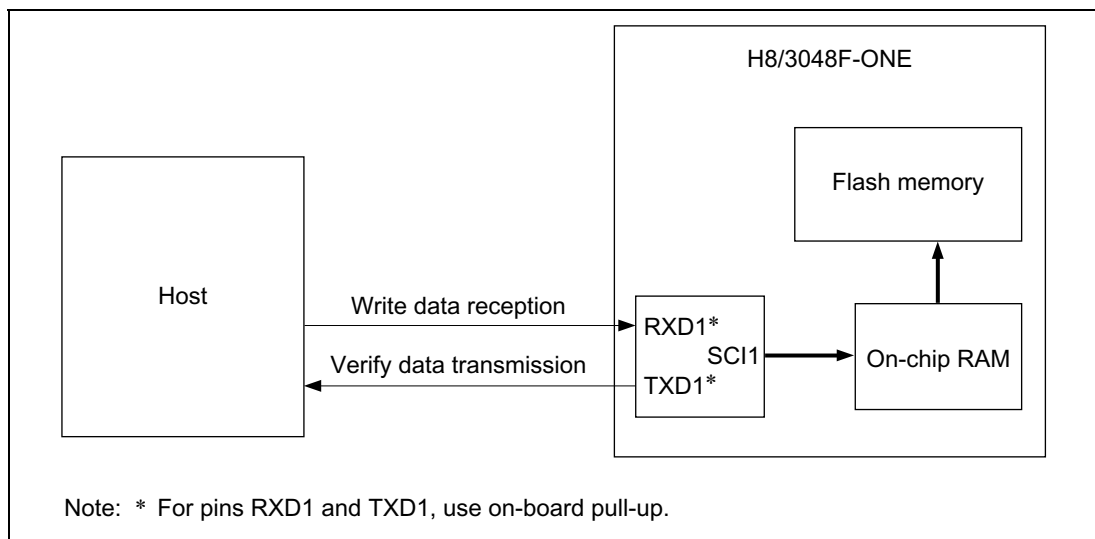 H8/3048F-ONE
Flash memory
Host
Write data reception
RXD1*
SCI1
On-chip RAM
Verify data transmission
TXD1*
Note: * For pins RXD1 and TXD1, use on-board pull-up.